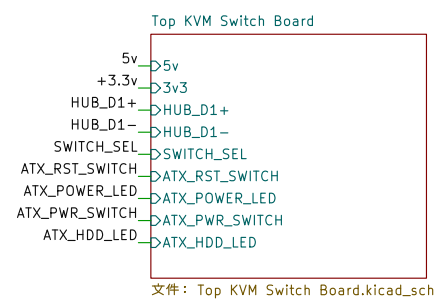 Top KVM Switch Board
5v 5v
+3.3v 3v3
HUB_D1+ HUB_D1+
HUB_D1- HUB_D1-
SWITCH_SEL SWITCH_SEL
ATX_RST_SWITCH ATX_RST_SWITCH
ATX_POWER_LED ATX_POWER_LED
ATX_PWR_SWITCH ATX_PWR_SWITCH
ATX_HDD_LED ATX_HDD_LED
文件: Top KVM Switch Board.kicad_sch